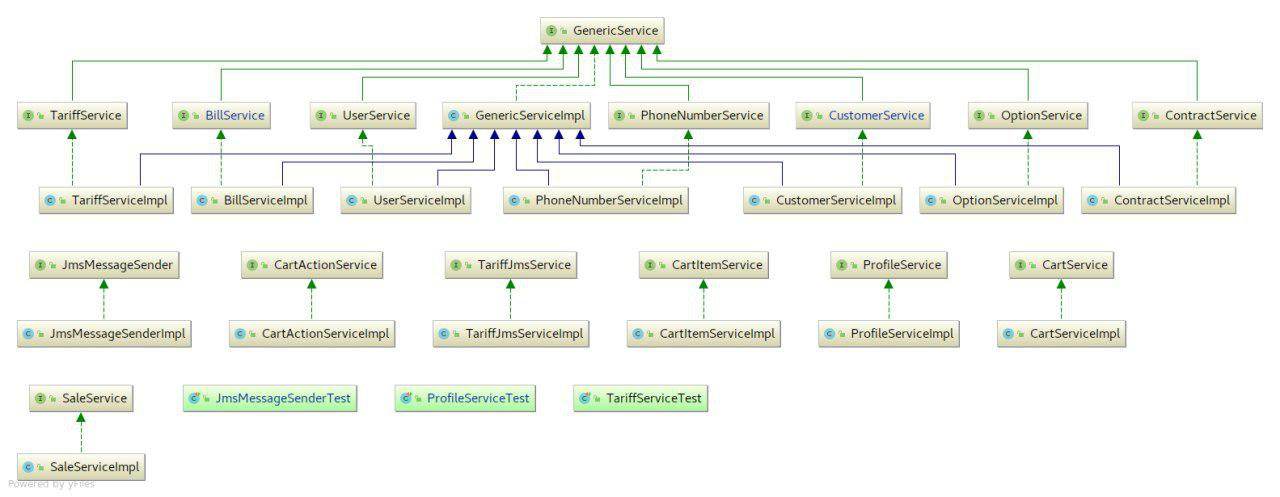 GenericService
TariffService BillService UserService GenericServiceImpl PhoneNumberService CustomerService OptionService ContractService
TariffServiceImpl BillServiceImpl UserServiceImpl PhoneNumberServiceImpl CustomerServiceImpl OptionServiceImpl ContractServiceImpl
JmsMessageSender CartActionService TariffJmsService CartItemService ProfileService CartService
JmsMessageSenderImpl CartActionServiceImpl TariffJmsServiceImpl CartItemServiceImpl ProfileServiceImpl CartServiceImpl
SaleService JmsMessageSenderTest ProfileServiceTest TariffServiceTest
SaleServiceImpl
Powered by yFiles